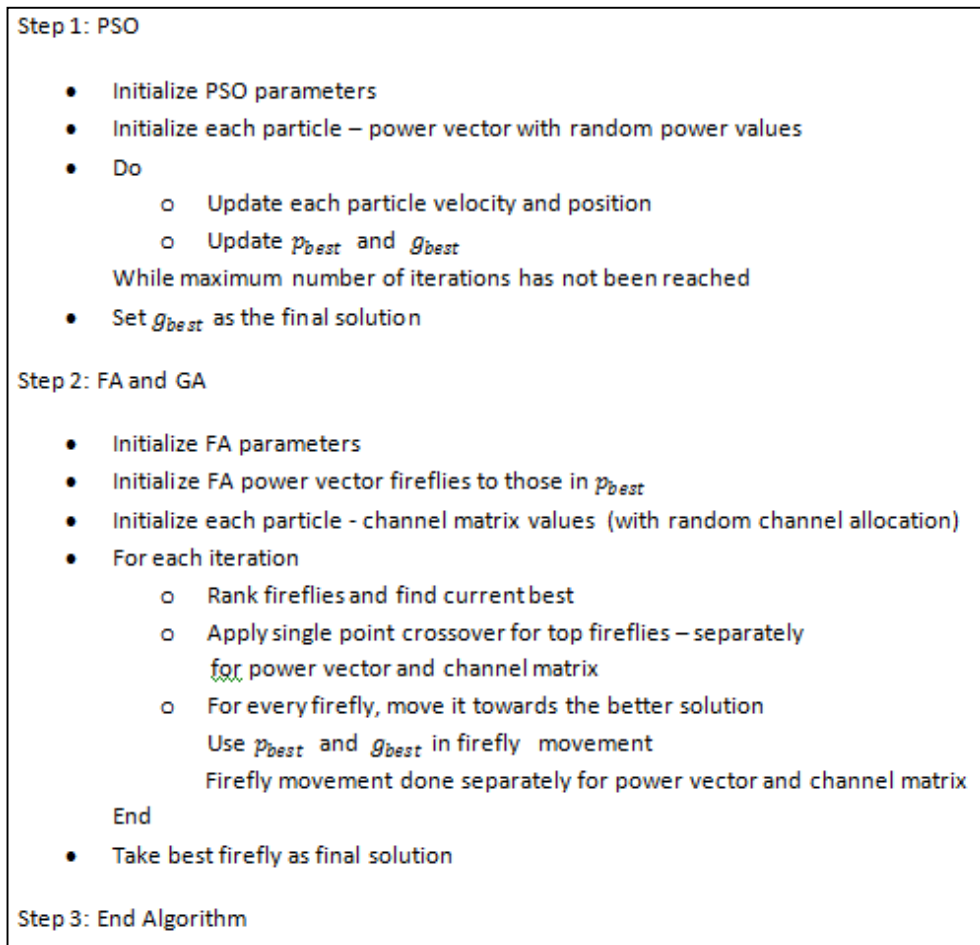 Step 1: PSO
• Initialize PSO parameters
• Initialize each particle – power vector with random power values
• Do
o Update each particle velocity and position
o Update p_best and g_best
While maximum number of iterations has not been reached
• Set g_best as the final solution
Step 2: FA and GA
• Initialize FA parameters
• Initialize FA power vector fireflies to those in p_best
• Initialize each particle - channel matrix values (with random channel allocation)
• For each iteration
o Rank fireflies and find current best
o Apply single point crossover for top fireflies – separately
for power vector and channel matrix
o For every firefly, move it towards the better solution
Use p_best and g_best in firefly movement
Firefly movement done separately for power vector and channel matrix
End
• Take best firefly as final solution
Step 3: End Algorithm